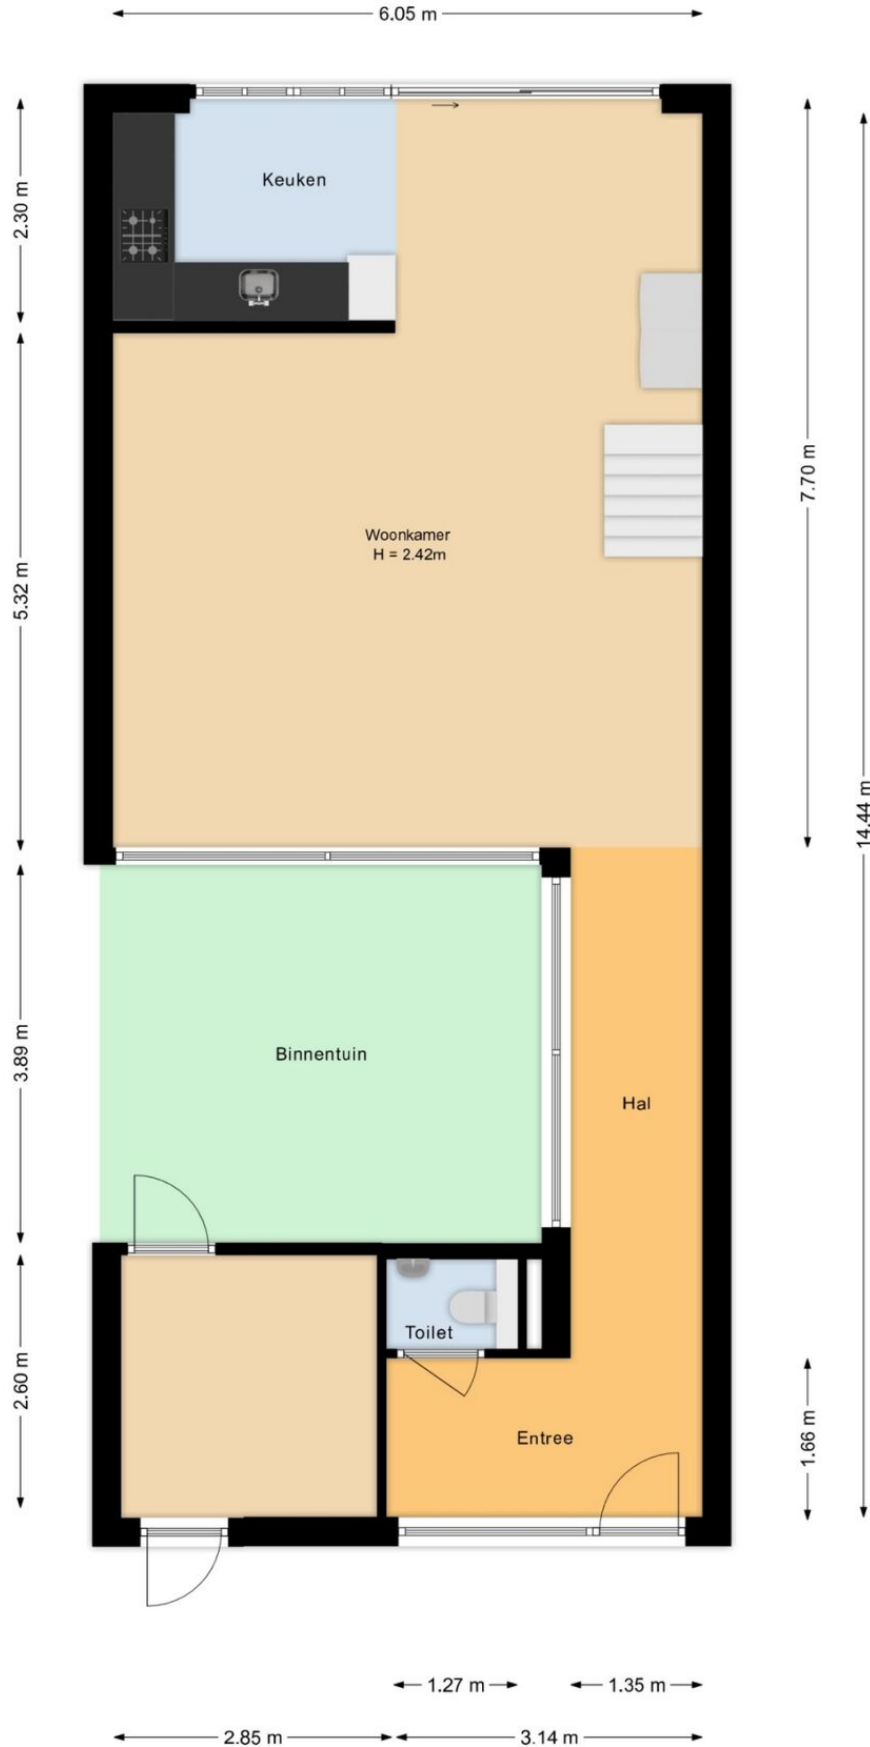 6.05 m
Keuken
2.30 m
7.70 m
Woonkamer
H = 2.42m
5.32 m
14.44 m
Binnentuin
3.89 m
Hal
Toilet
2.60 m
Entree
1.66 m
1.27 m
1.35 m
2.85 m
3.14 m